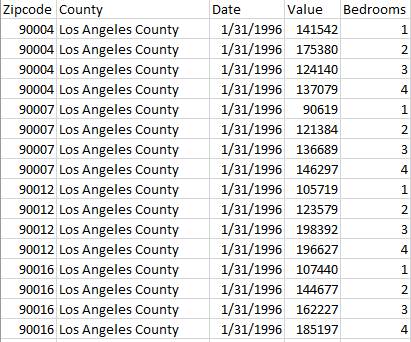 Zipcode County Date Value Bedrooms
90004 Los Angeles County 1/31/1996 141542 1
90004 Los Angeles County 1/31/1996 175380 2
90004 Los Angeles County 1/31/1996 124140 3
90004 Los Angeles County 1/31/1996 137079 4
90007 Los Angeles County 1/31/1996 90619 1
90007 Los Angeles County 1/31/1996 121384 2
90007 Los Angeles County 1/31/1996 136689 3
90007 Los Angeles County 1/31/1996 146297 4
90012 Los Angeles County 1/31/1996 105719 1
90012 Los Angeles County 1/31/1996 123579 2
90012 Los Angeles County 1/31/1996 198392 3
90012 Los Angeles County 1/31/1996 196627 4
90016 Los Angeles County 1/31/1996 107440 1
90016 Los Angeles County 1/31/1996 144677 2
90016 Los Angeles County 1/31/1996 162227 3
90016 Los Angeles County 1/31/1996 185197 4